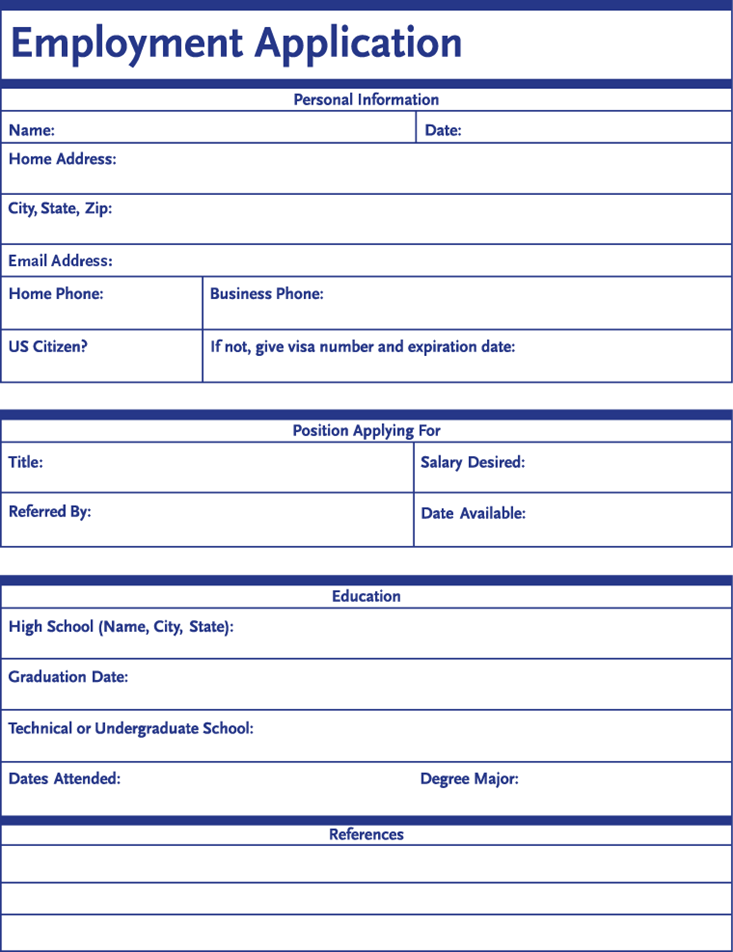 Employment Application
Personal Information
Name: Date:
Home Address:
City, State, Zip:
Email Address:
Home Phone: Business Phone:
US Citizen? If not, give visa number and expiration date:
Position Applying For
Title: Salary Desired:
Referred By: Date Available:
Education
High School (Name, City, State):
Graduation Date:
Technical or Undergraduate School:
Dates Attended: Degree Major:
References